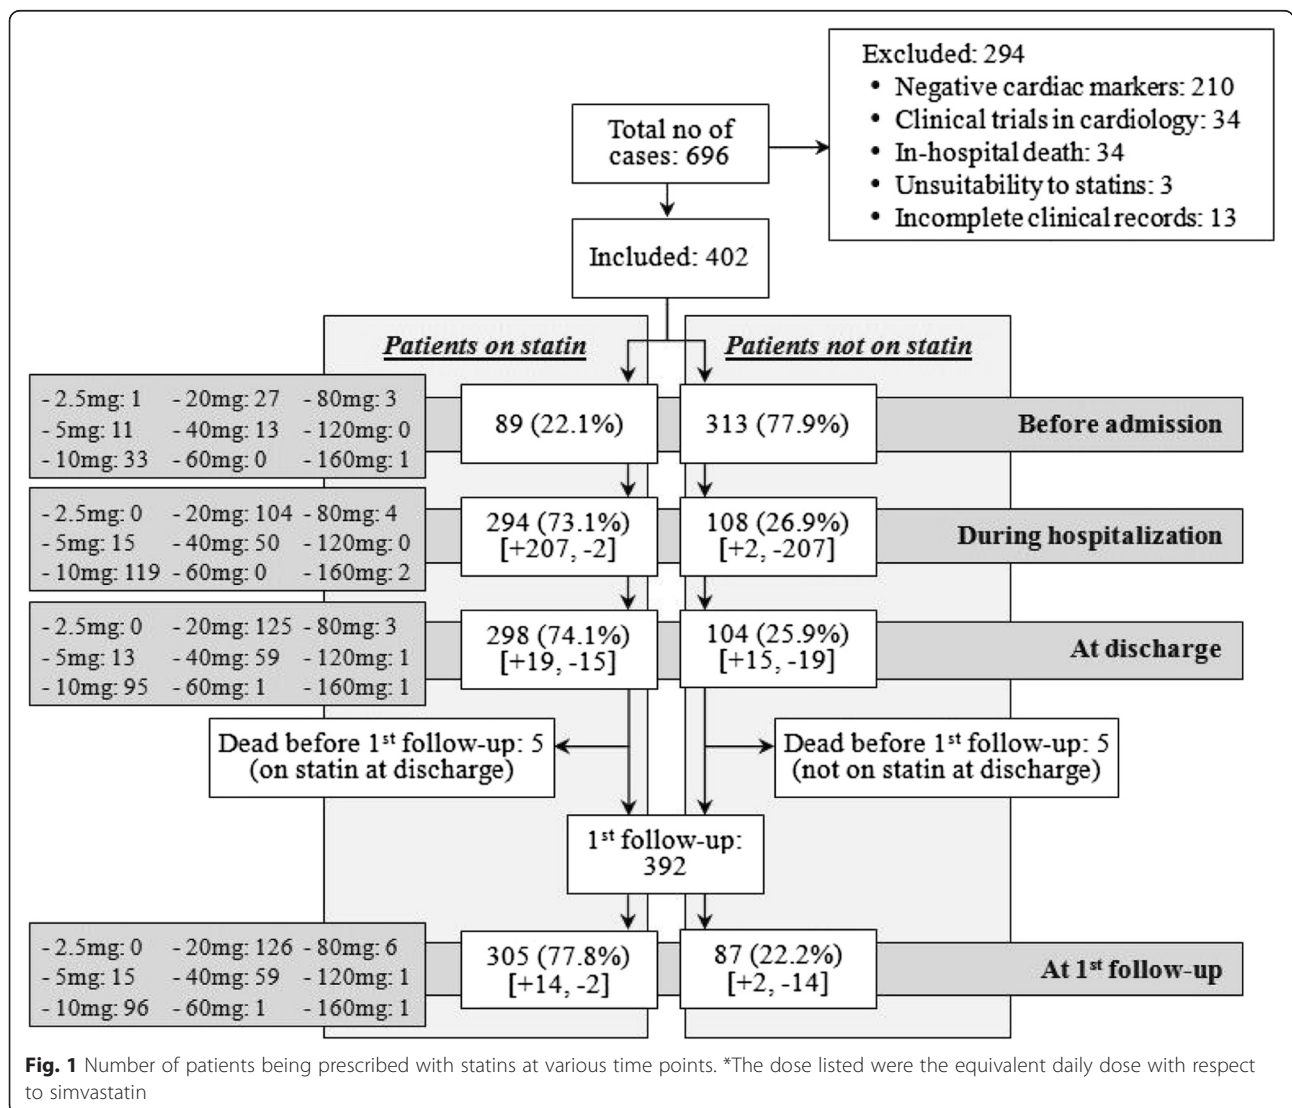 Total no of
cases: 696
Excluded: 294
• Negative cardiac markers: 210
• Clinical trials in cardiology: 34
• In-hospital death: 34
• Unsuitability to statins: 3
• Incomplete clinical records: 13
Included: 402
Patients on statin
Patients not on statin
- 2.5mg: 1 - 20mg: 27 - 80mg: 3
- 5mg: 11 - 40mg: 13 - 120mg: 0
- 10mg: 33 - 60mg: 0 - 160mg: 1
89 (22.1%)
313 (77.9%)
Before admission
- 2.5mg: 0 - 20mg: 104 - 80mg: 4
- 5mg: 15 - 40mg: 50 - 120mg: 0
- 10mg: 119 - 60mg: 0 - 160mg: 2
294 (73.1%)
[+207, -2]
108 (26.9%)
[+2, -207]
During hospitalization
- 2.5mg: 0 - 20mg: 125 - 80mg: 3
- 5mg: 13 - 40mg: 59 - 120mg: 1
- 10mg: 95 - 60mg: 1 - 160mg: 1
298 (74.1%)
[+19, -15]
104 (25.9%)
[+15, -19]
At discharge
Dead before 1st follow-up: 5
(on statin at discharge)
Dead before 1st follow-up: 5
(not on statin at discharge)
1st follow-up:
392
- 2.5mg: 0 - 20mg: 126 - 80mg: 6
- 5mg: 15 - 40mg: 59 - 120mg: 1
- 10mg: 96 - 60mg: 1 - 160mg: 1
305 (77.8%)
[+14, -2]
87 (22.2%)
[+2, -14]
At 1st follow-up
Fig. 1 Number of patients being prescribed with statins at various time points. *The dose listed were the equivalent daily dose with respect
to simvastatin